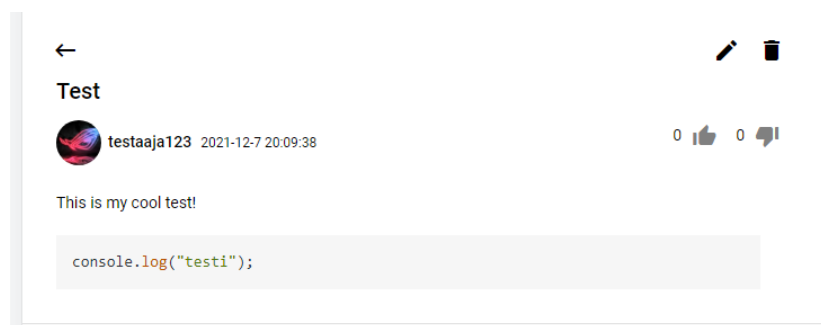 Test
testaaja123 2021-12-7 20:09:38
0 0
This is my cool test!
console.log("testi");